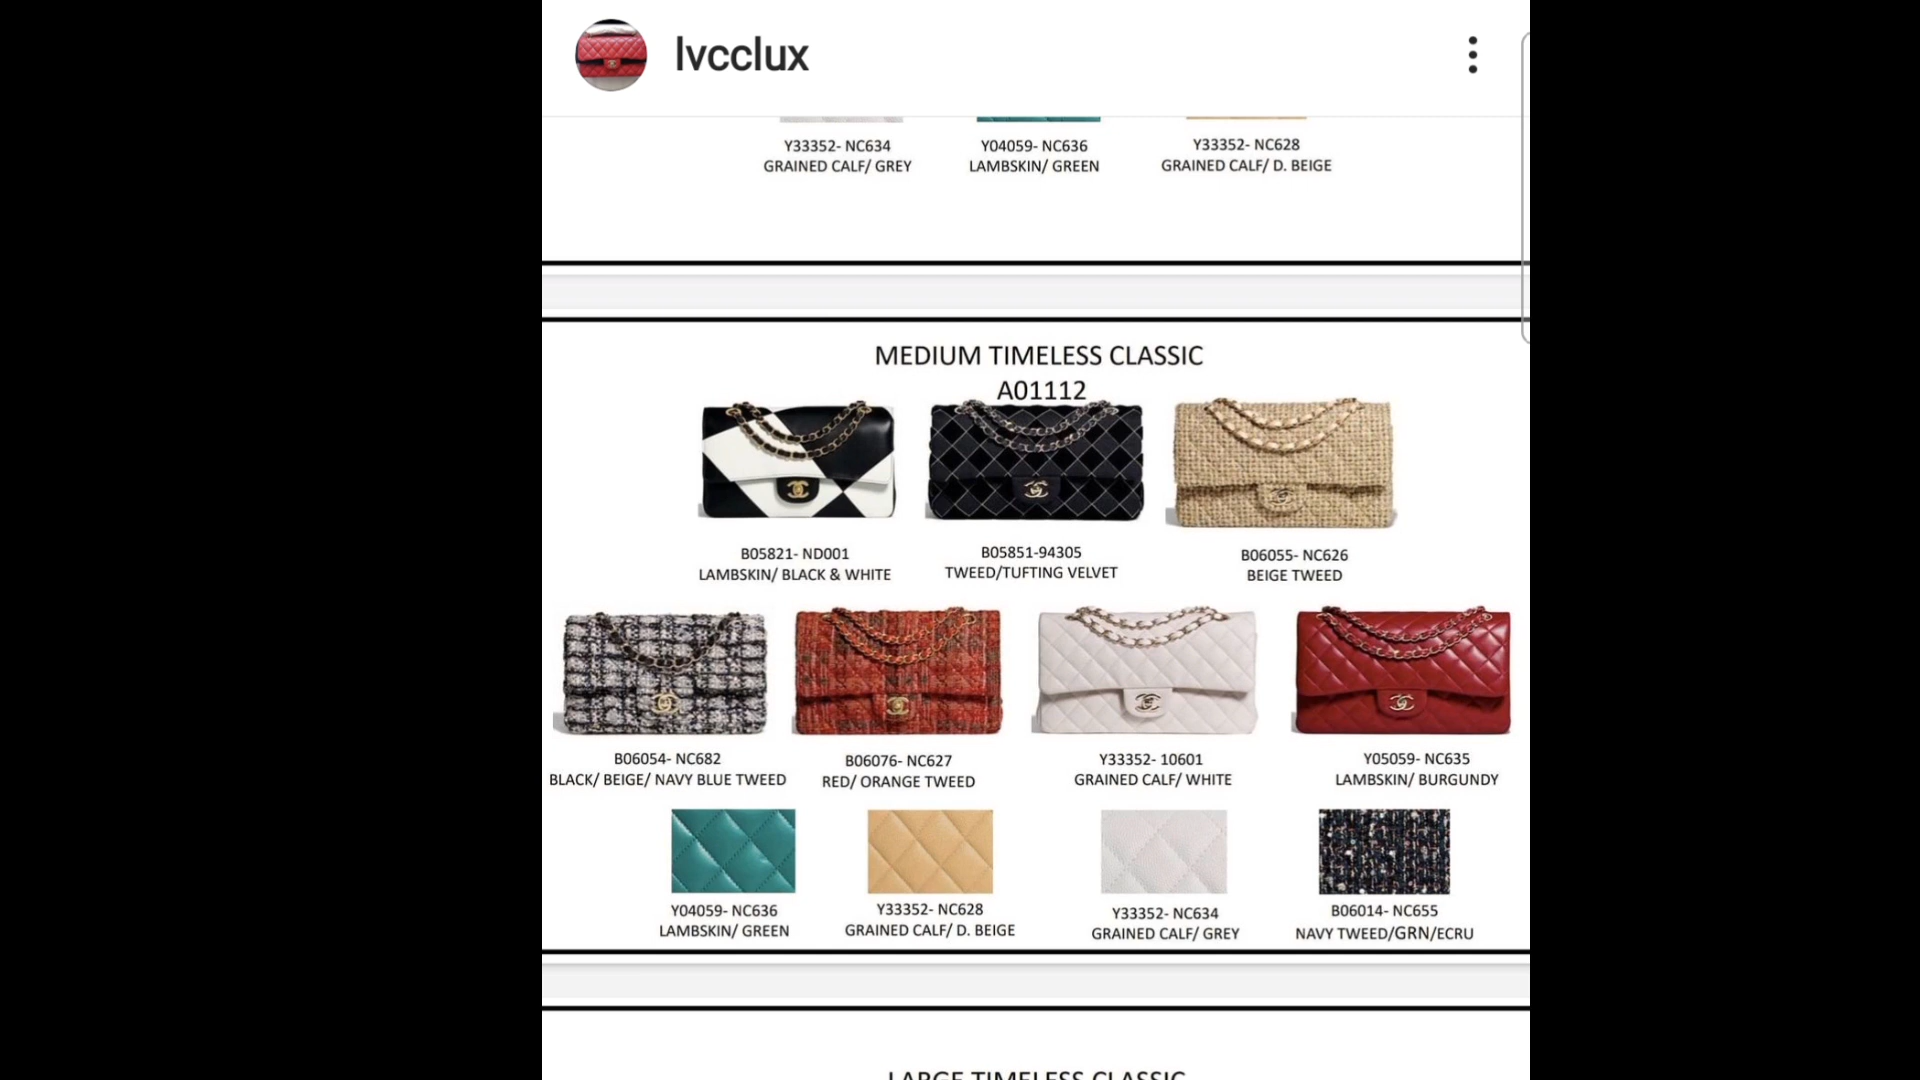 lvcclux
Y33352- NC634
GRAINED CALF/ GREY
Y04059- NC636
LAMBSKIN/ GREEN
Y33352- NC628
GRAINED CALF/ D. BEIGE
MEDIUM TIMELESS CLASSIC
A01112
B05821- ND001
LAMBSKIN/ BLACK & WHITE
B05851-94305
TWEED/TUFTING VELVET
B06055- NC626
BEIGE TWEED
B06054- NC682
BLACK/ BEIGE/ NAVY BLUE TWEED
B06076- NC627
RED/ ORANGE TWEED
Y33352- 10601
GRAINED CALF/ WHITE
Y05059- NC635
LAMBSKIN/ BURGUNDY
Y04059- NC636
LAMBSKIN/ GREEN
Y33352- NC628
GRAINED CALF/ D. BEIGE
Y33352- NC634
GRAINED CALF/ GREY
B06014- NC655
NAVY TWEED/GRN/ECRU
LARGE TIMELESS CLASSIC